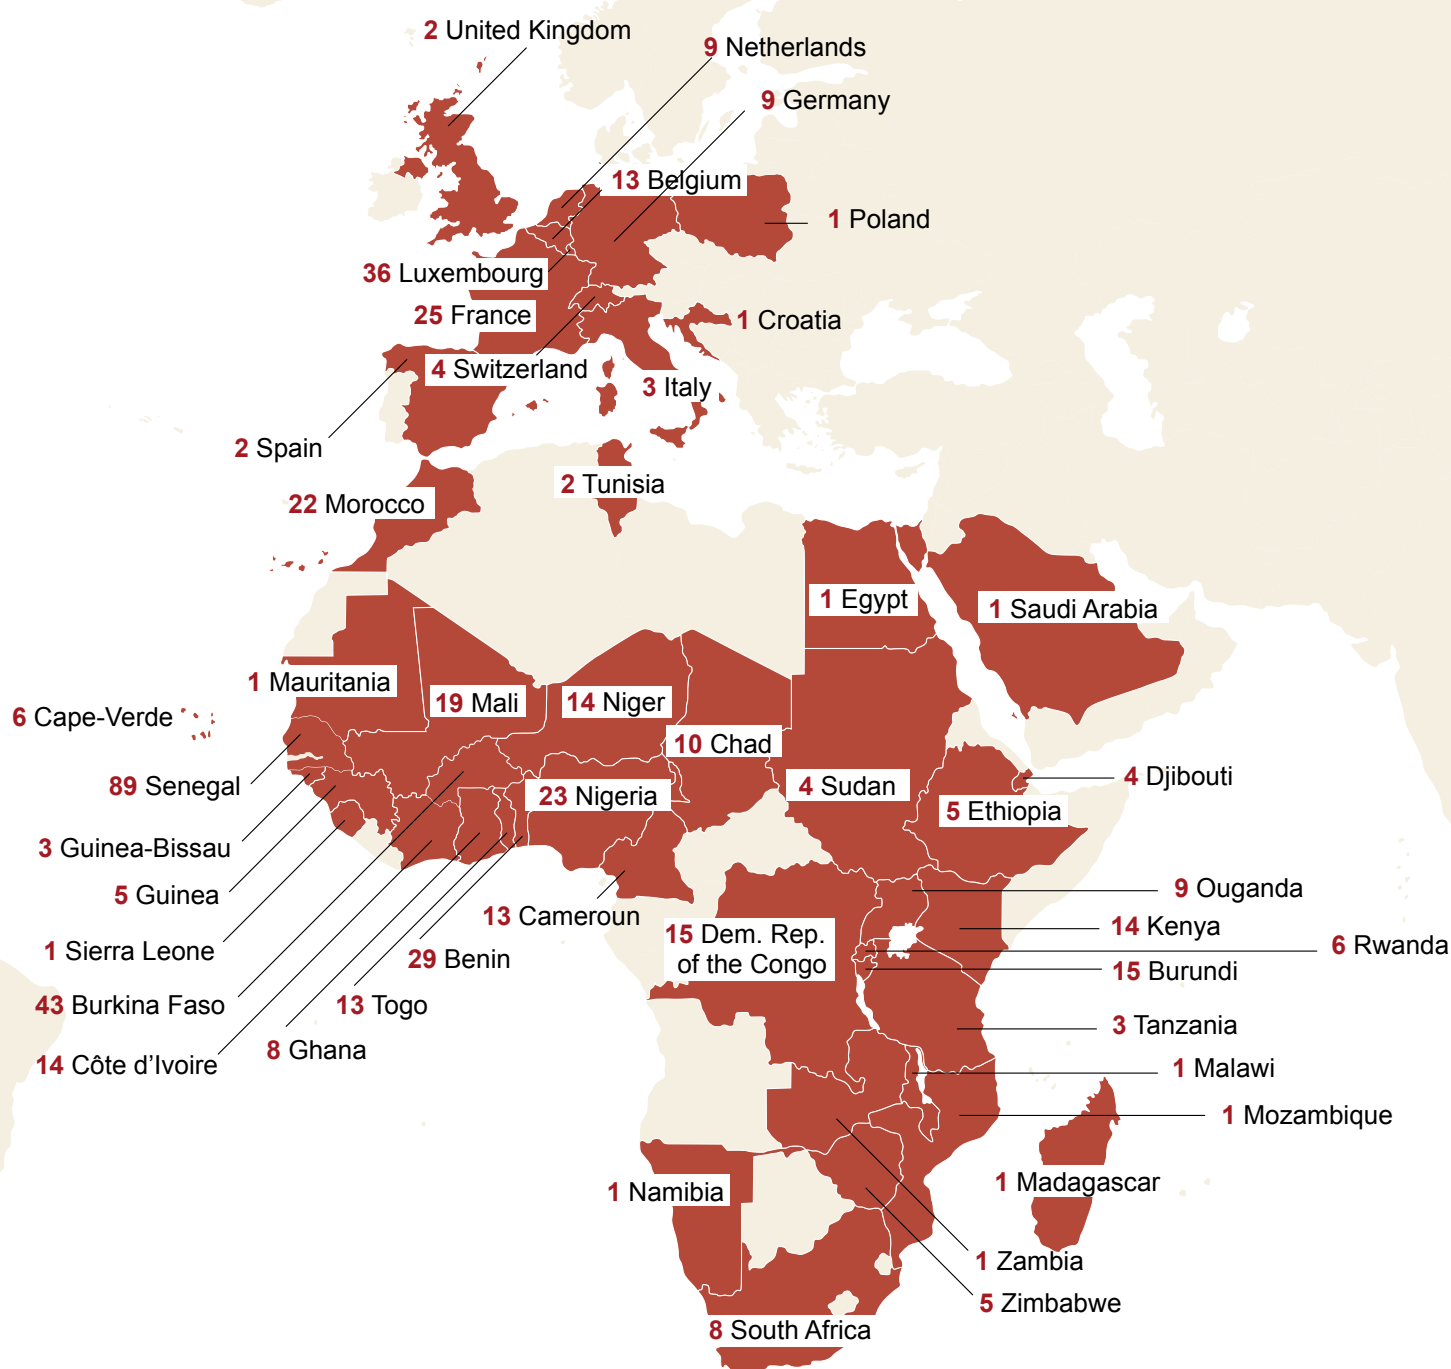 2 United Kingdom
9 Netherlands
9 Germany
13 Belgium
1 Poland
36 Luxembourg
25 France
1 Croatia
4 Switzerland
3 Italy
2 Spain
2 Tunisia
22 Morocco
1 Egypt
1 Saudi Arabia
1 Mauritania
19 Mali
14 Niger
6 Cape-Verde
10 Chad
89 Senegal
4 Sudan
4 Djibouti
23 Nigeria
5 Ethiopia
3 Guinea-Bissau
5 Guinea
9 Ouganda
13 Cameroun
14 Kenya
1 Sierra Leone
29 Benin
15 Dem. Rep.
of the Congo
6 Rwanda
15 Burundi
43 Burkina Faso
13 Togo
3 Tanzania
8 Ghana
14 Côte d'Ivoire
1 Malawi
1 Mozambique
1 Namibia
1 Madagascar
1 Zambia
5 Zimbabwe
8 South Africa